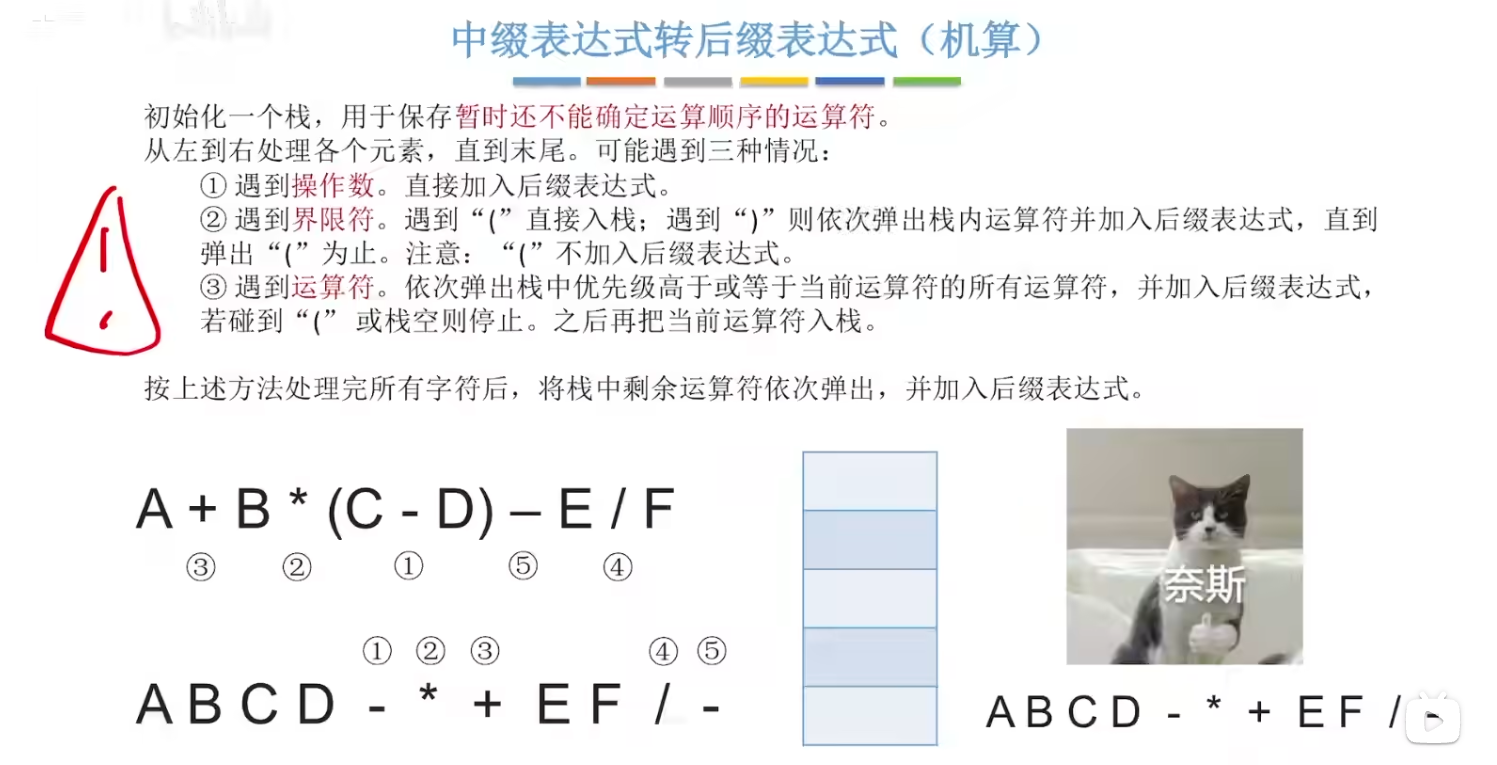 中缀表达式转后缀表达式（机算）
初始化一个栈，用于保存暂时还不能确定运算顺序的运算符。
从左到右处理各个元素，直到末尾。可能遇到三种情况：
① 遇到操作数。直接加入后缀表达式。
② 遇到界限符。遇到“(”直接入栈；遇到“)”则依次弹出栈内运算符并加入后缀表达式，直到
弹出“(”为止。注意：“(”不加入后缀表达式。
③ 遇到运算符。依次弹出栈中优先级高于或等于当前运算符的所有运算符，并加入后缀表达式，
若碰到“(” 或栈空则停止。之后再把当前运算符入栈。
按上述方法处理完所有字符后，将栈中剩余运算符依次弹出，并加入后缀表达式。
A + B * (C - D) – E / F
③ ② ① ⑤ ④
奈斯
① ② ③ ④ ⑤
A B C D - * + E F / -
A B C D - * + E F / -